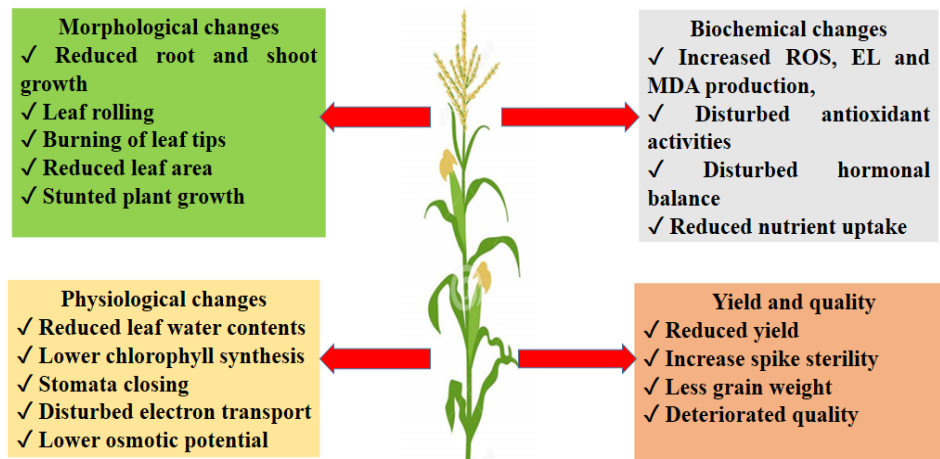 Morphological changes
✓ Reduced root and shoot
growth
✓ Leaf rolling
✓ Burning of leaf tips
✓ Reduced leaf area
✓ Stunted plant growth
Biochemical changes
✓ Increased ROS, EL and
MDA production,
✓ Disturbed antioxidant
activities
✓ Disturbed hormonal
balance
✓ Reduced nutrient uptake
Physiological changes
✓ Reduced leaf water contents
✓ Lower chlorophyll synthesis
✓ Stomata closing
✓ Disturbed electron transport
✓ Lower osmotic potential
Yield and quality
✓ Reduced yield
✓ Increase spike sterility
✓ Less grain weight
✓ Deteriorated quality